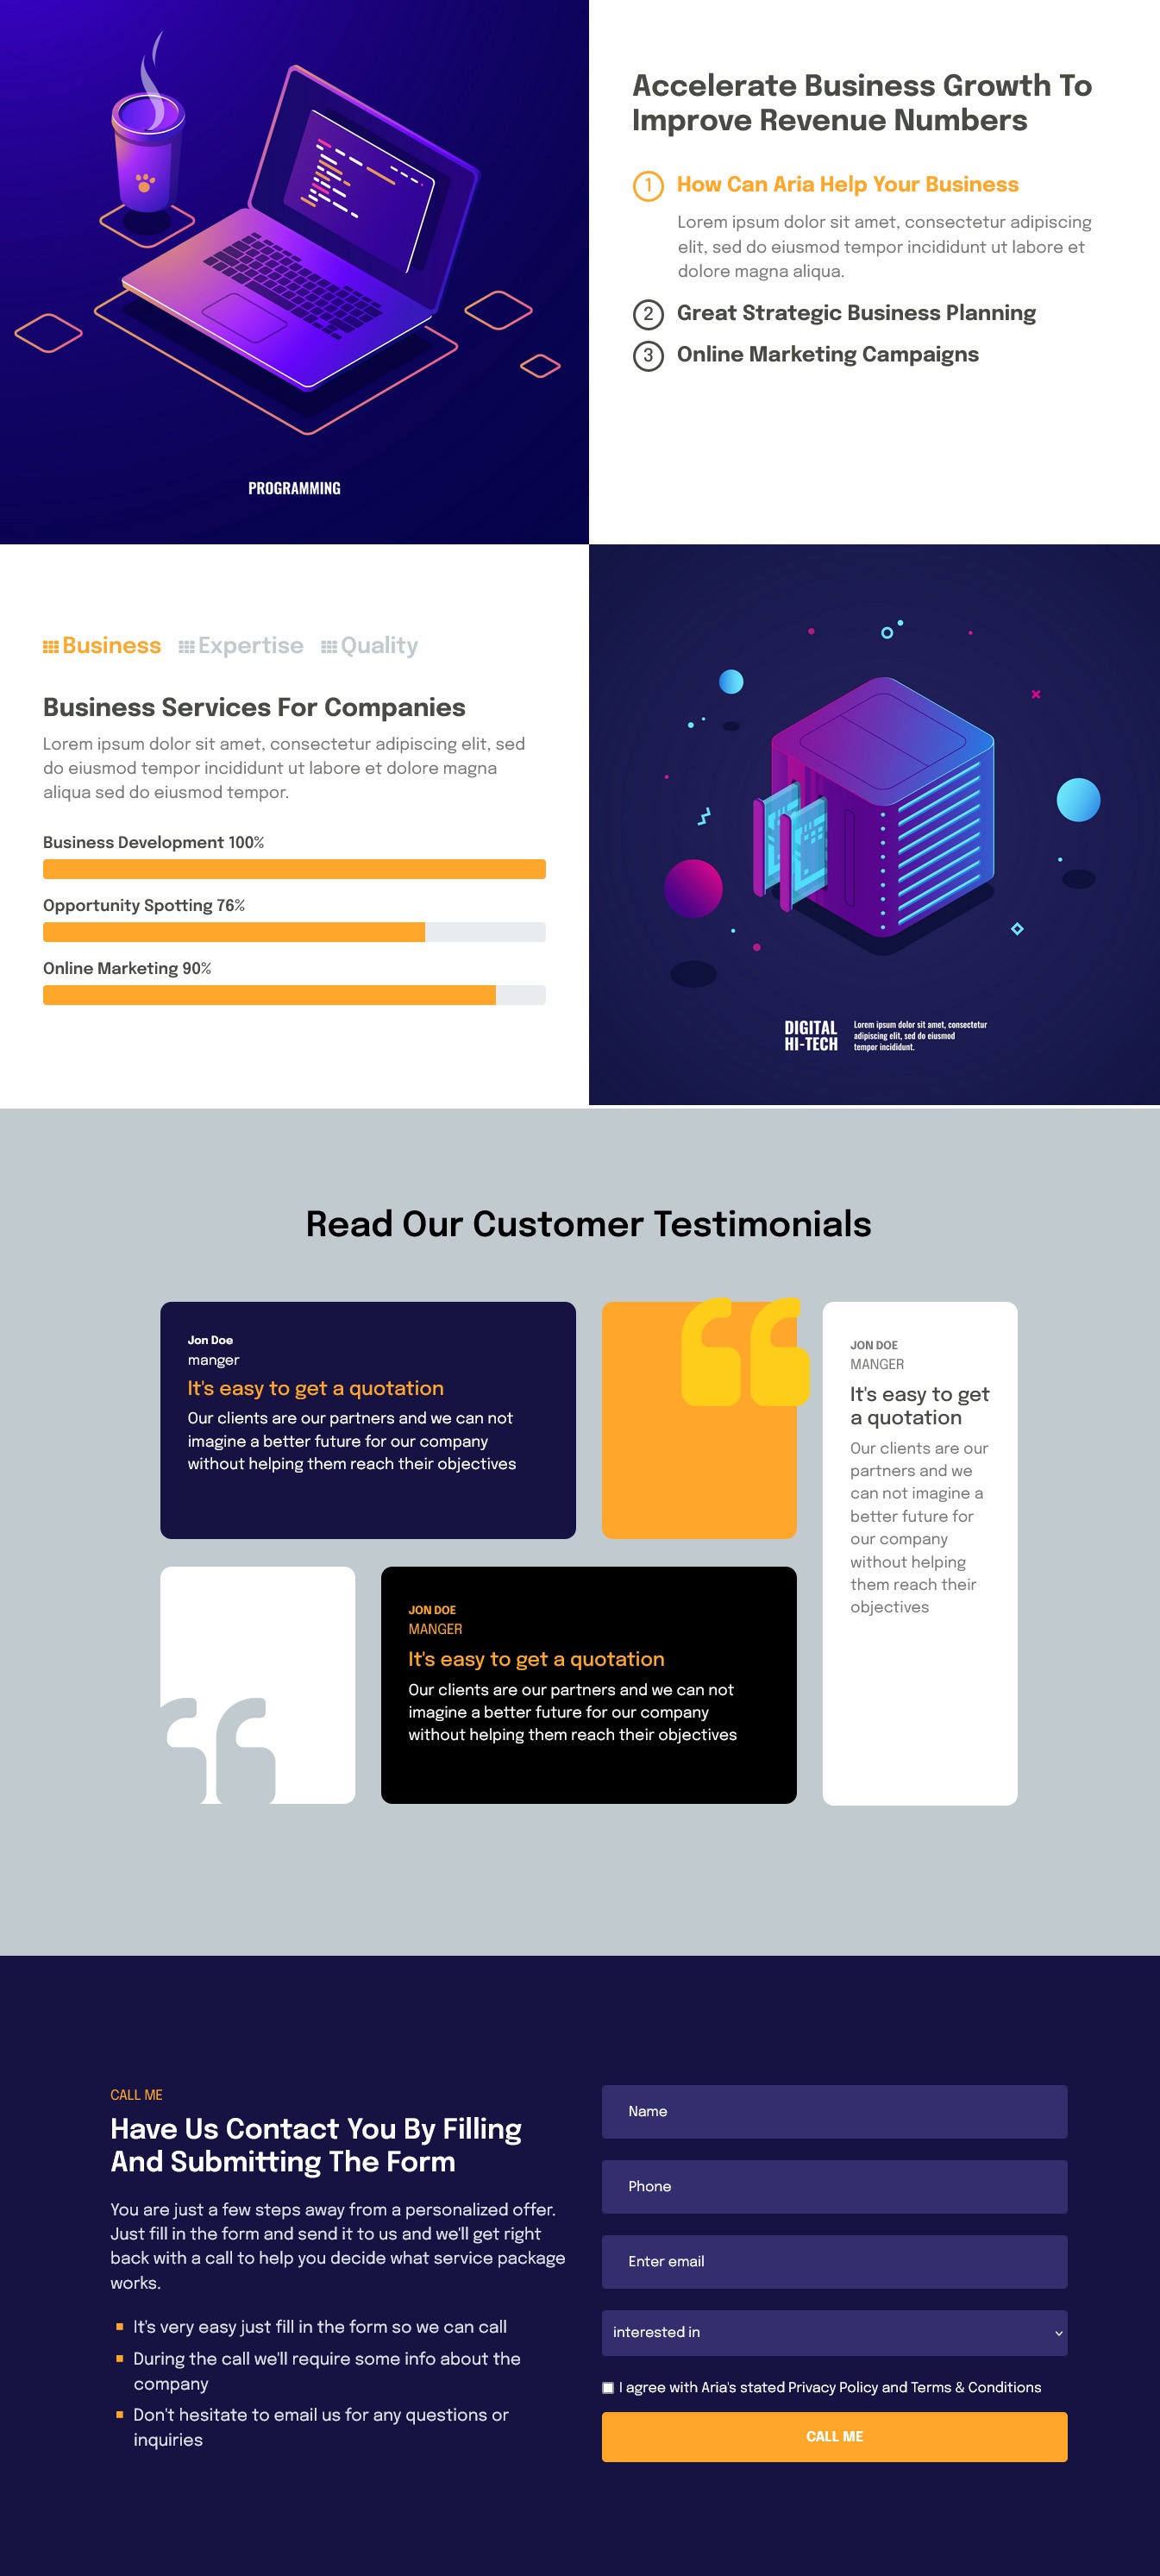 PROGRAMMING
Accelerate Business Growth To
Improve Revenue Numbers
1 How Can Aria Help Your Business
Lorem ipsum dolor sit amet, consectetur adipiscing
elit, sed do eiusmod tempor incididunt ut labore et
dolore magna aliqua.
2 Great Strategic Business Planning
3 Online Marketing Campaigns
Business Expertise Quality
Business Services For Companies
Lorem ipsum dolor sit amet, consectetur adipiscing elit, sed
do eiusmod tempor incididunt ut labore et dolore magna
aliqua sed do eiusmod tempor.
Business Development 100%
Opportunity Spotting 76%
Online Marketing 90%
DIGITAL
HI-TECH
Lorem ipsum dolor sit amet, consectetur
adipiscing elit, sed do eiusmod
tempor incididunt.
Read Our Customer Testimonials
Jon Doe
manger
It's easy to get a quotation
Our clients are our partners and we can not
imagine a better future for our company
without helping them reach their objectives
JON DOE
MANGER
It's easy to get
a quotation
Our clients are our
partners and we
can not imagine a
better future for
our company
without helping
them reach their
objectives
JON DOE
MANGER
It's easy to get a quotation
Our clients are our partners and we can not
imagine a better future for our company
without helping them reach their objectives
CALL ME
Have Us Contact You By Filling
And Submitting The Form
You are just a few steps away from a personalized offer.
Just fill in the form and send it to us and we'll get right
back with a call to help you decide what service package
works.
It's very easy just fill in the form so we can call
During the call we'll require some info about the
company
Don't hesitate to email us for any questions or
inquiries
Name
Phone
Enter email
interested in
I agree with Aria's stated Privacy Policy and Terms & Conditions
CALL ME